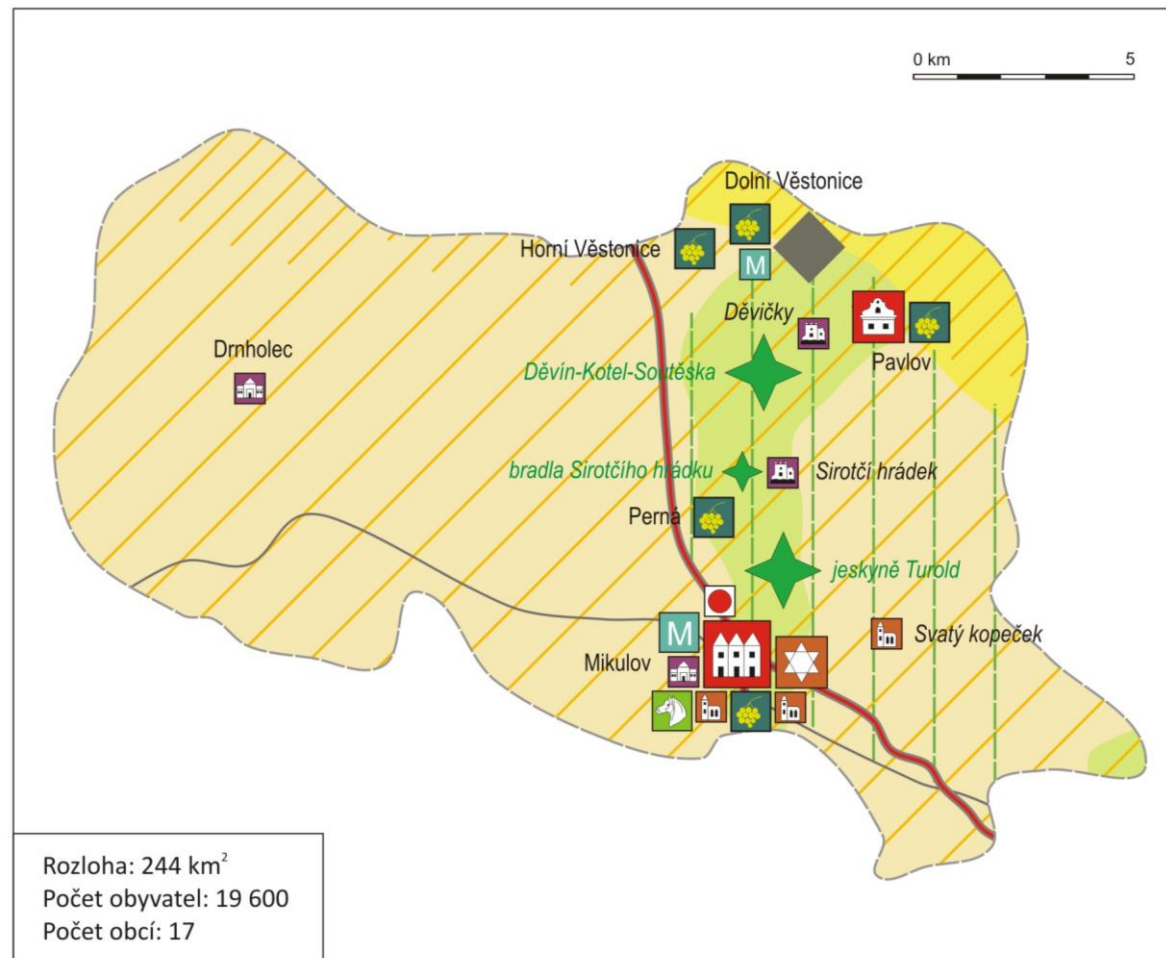 0 km 5
Dolní Věstonice
Horní Věstonice
M
Děvičky
Drnholec
Pavlov
Děvín-Kotel-Soutěska
bradla Sirotčího hrádku
Sirotčí hrádek
Perná
jeskyně Turold
M
Svatý kopeček
Mikulov
Rozloha: 244 km²
Počet obyvatel: 19 600
Počet obcí: 17